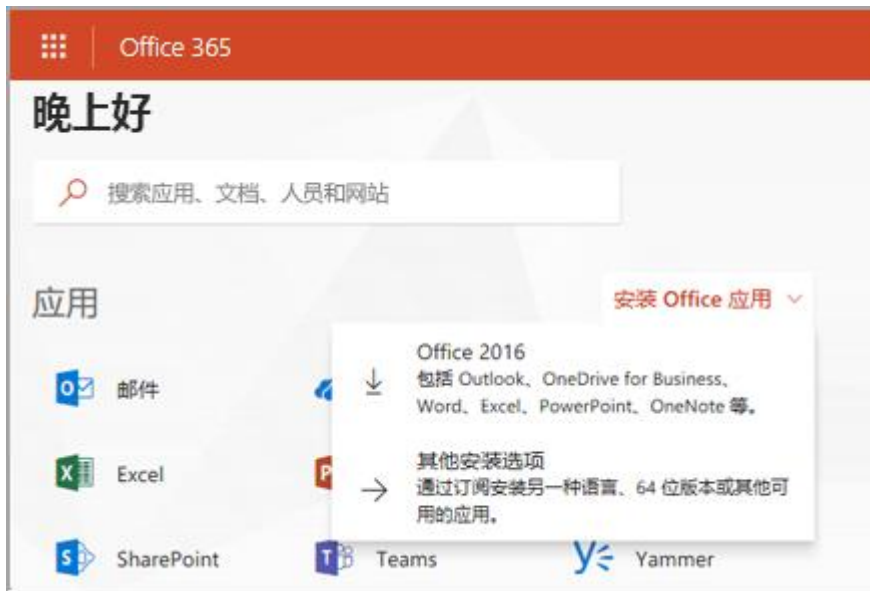 Office 365
晚上好
搜索应用、文档、人员和网站
应用
安装 Office 应用
Office 2016
包括 Outlook、OneDrive for Business、
Word、Excel、PowerPoint、OneNote 等。
其他安装选项
通过订阅安装另一种语言、64 位版本或其他可
用的应用。
邮件
Excel
SharePoint
Teams
Yammer